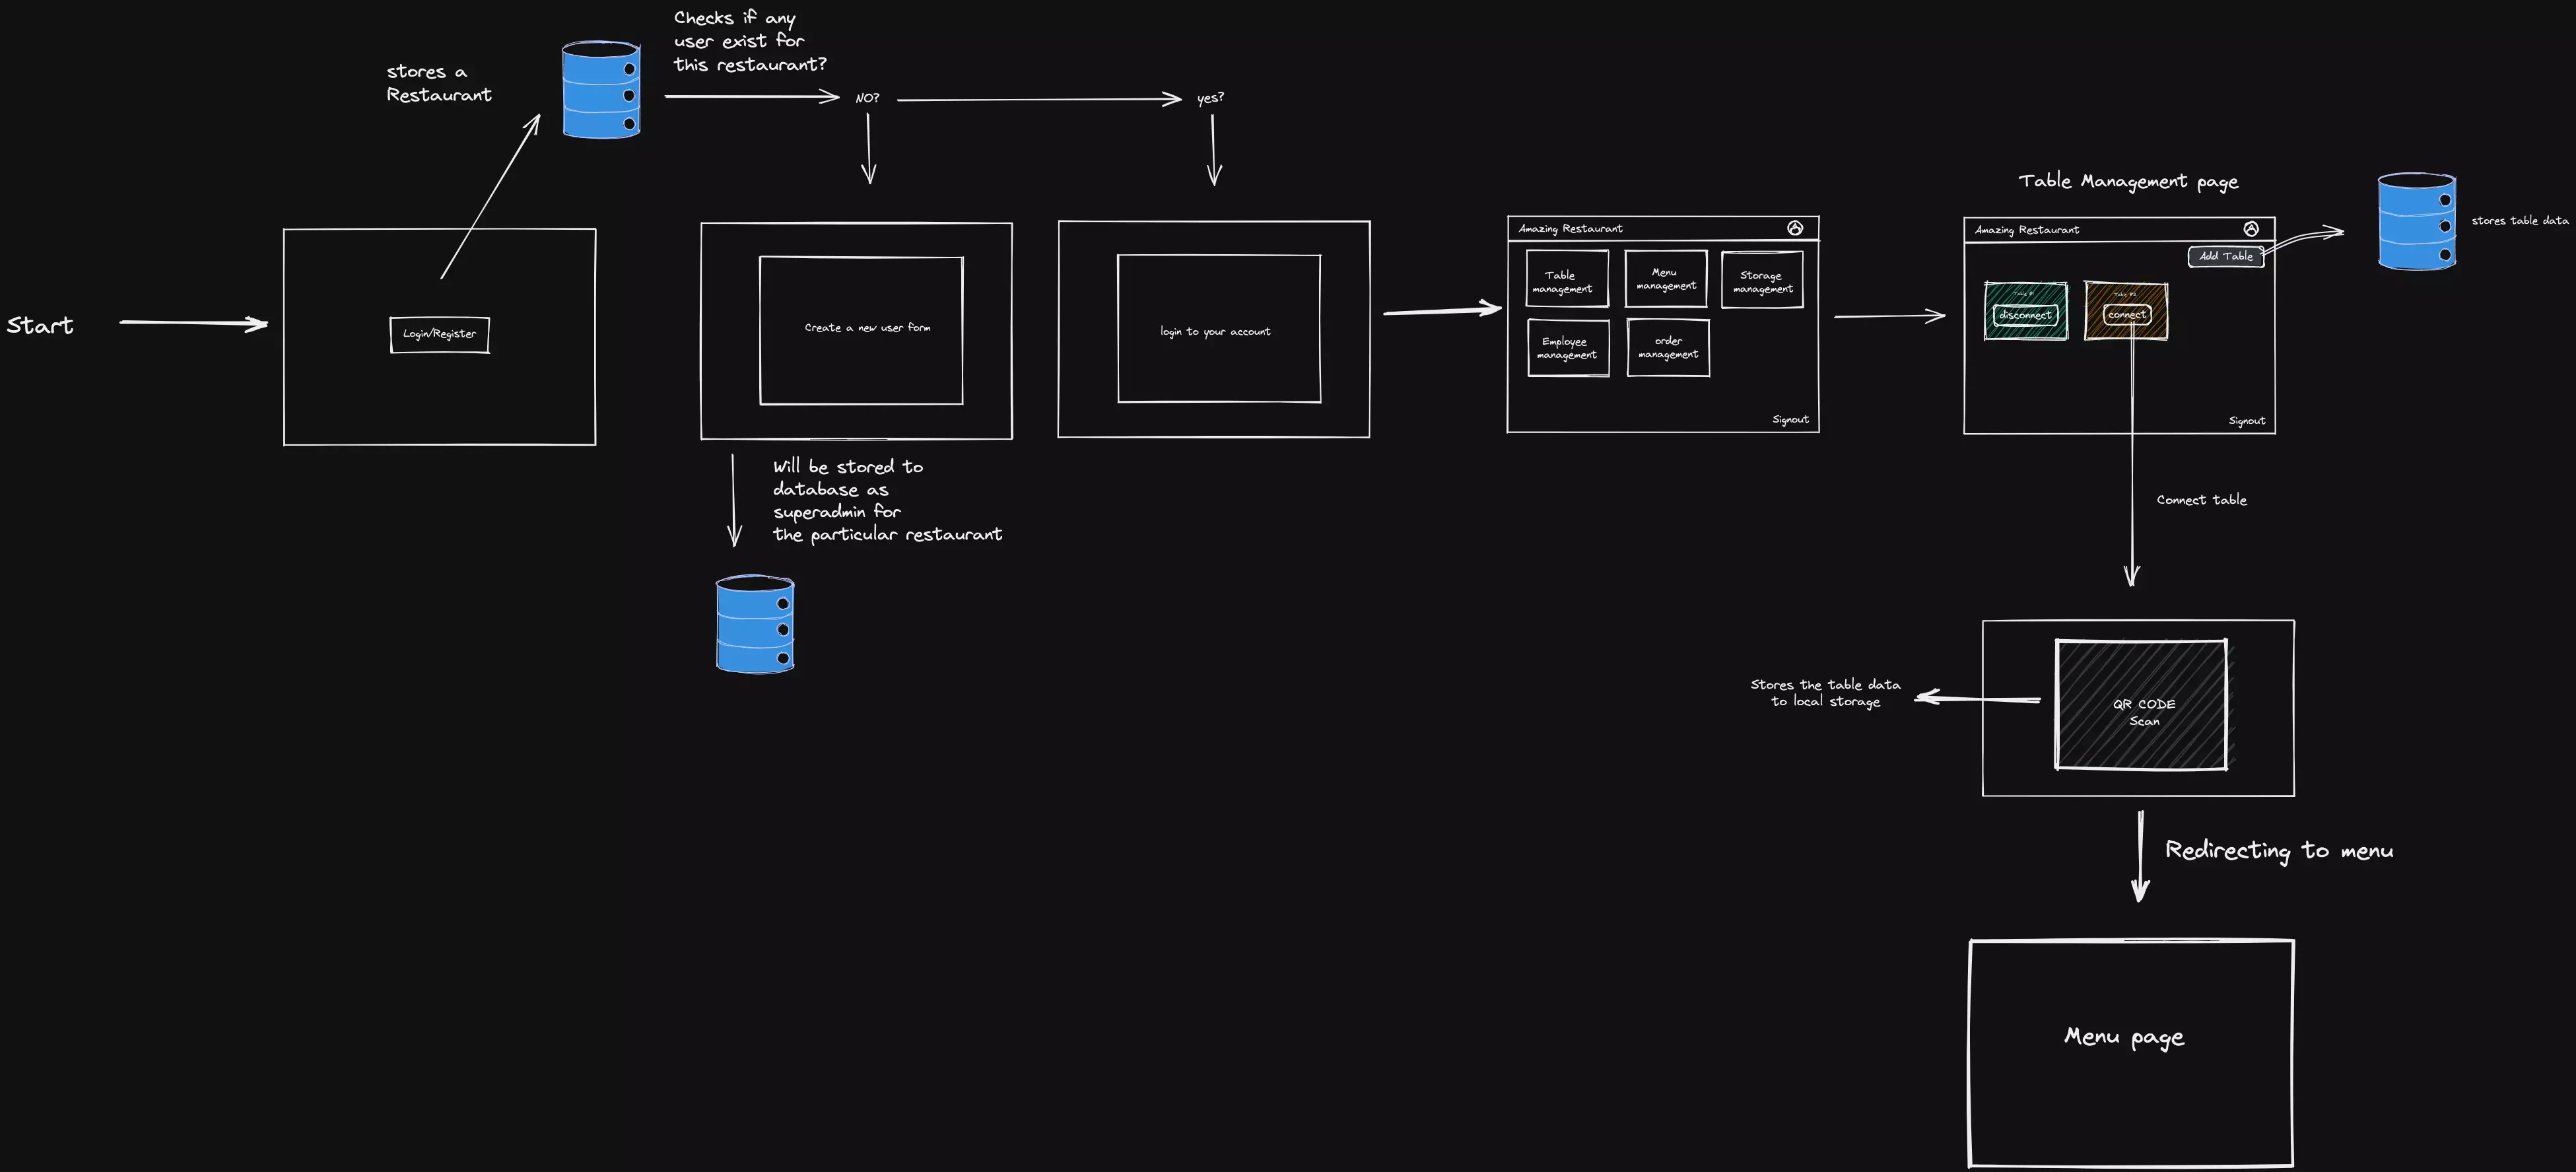 Checks if any
user exist for
this restaurant?
stores a
Restaurant
NO?
yes?
Table Management page
stores table data
Start
Login/Register
Create a new user form
login to your account
Amazing Restaurant
Table
management
Menu
management
Storage
management
Employee
management
order
management
Signout
Amazing Restaurant
Add Table
Table #1
disconnect
Table #2
connect
Signout
Will be stored to
database as
superadmin for
the particular restaurant
Connect table
Stores the table data
to local storage
QR CODE
Scan
Redirecting to menu
Menu page